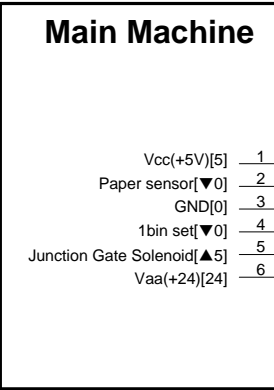 Main Machine
Vcc(+5V)[5] 1
Paper sensor[▼0] 2
GND[0] 3
1bin set[▼0] 4
Junction Gate Solenoid[▲5] 5
Vaa(+24)[24] 6